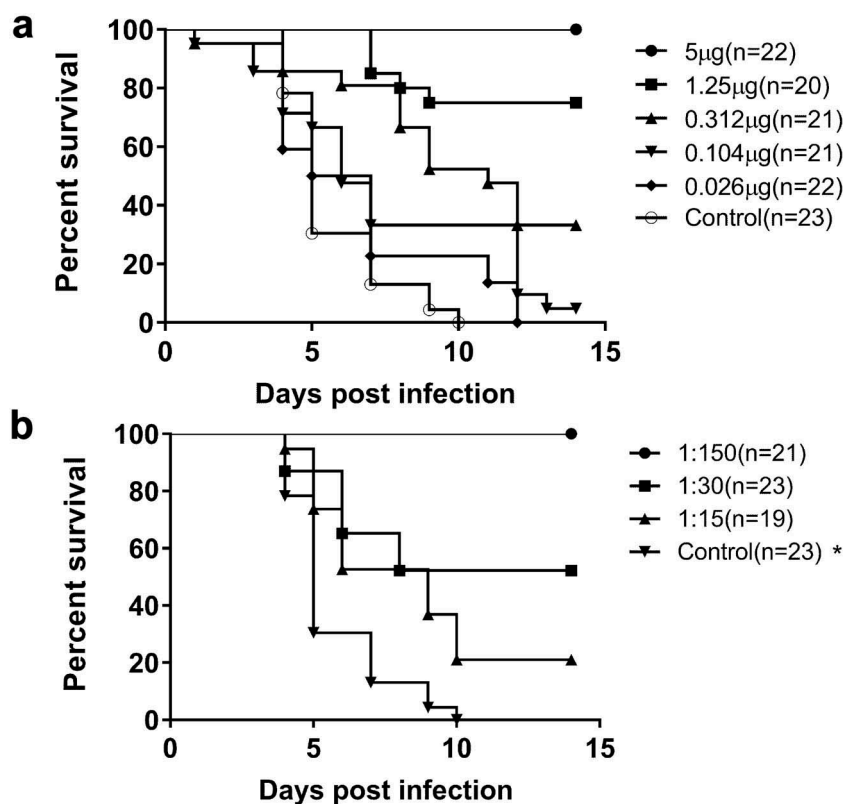 a
100
80
60
40
20
0
0 5 10 15
Percent survival
Days post infection
5μg(n=22)
1.25μg(n=20)
0.312μg(n=21)
0.104μg(n=21)
0.026μg(n=22)
Control(n=23)
b
100
80
60
40
20
0
0 5 10 15
Percent survival
Days post infection
1:150(n=21)
1:30(n=23)
1:15(n=19)
Control(n=23) *